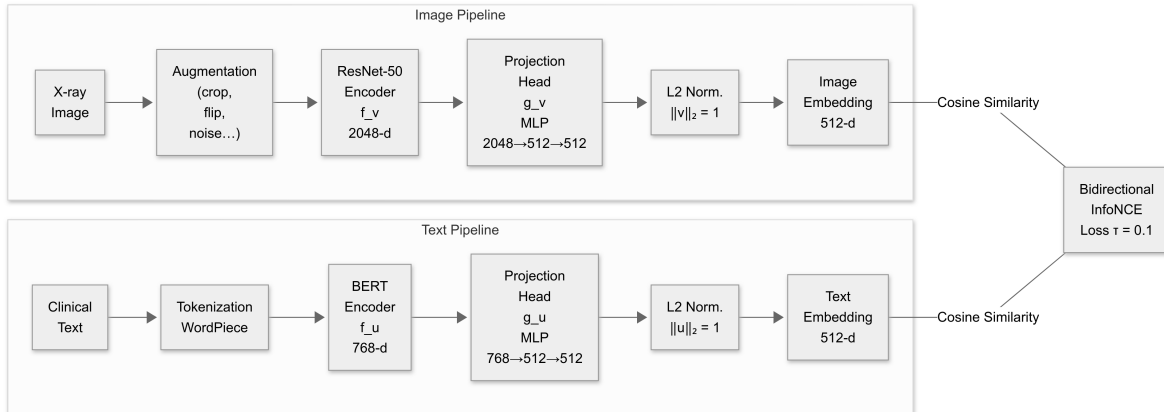 Image Pipeline
X-ray
Image
Augmentation
(crop,
flip,
noise…)
ResNet-50
Encoder
f_v
2048-d
Projection
Head
g_v
MLP
2048→512→512
L2 Norm.
‖v‖₂ = 1
Image
Embedding
512-d
Cosine Similarity
Bidirectional
InfoNCE
Loss τ = 0.1
Text Pipeline
Clinical
Text
Tokenization
WordPiece
BERT
Encoder
f_u
768-d
Projection
Head
g_u
MLP
768→512→512
L2 Norm.
‖u‖₂ = 1
Text
Embedding
512-d
Cosine Similarity